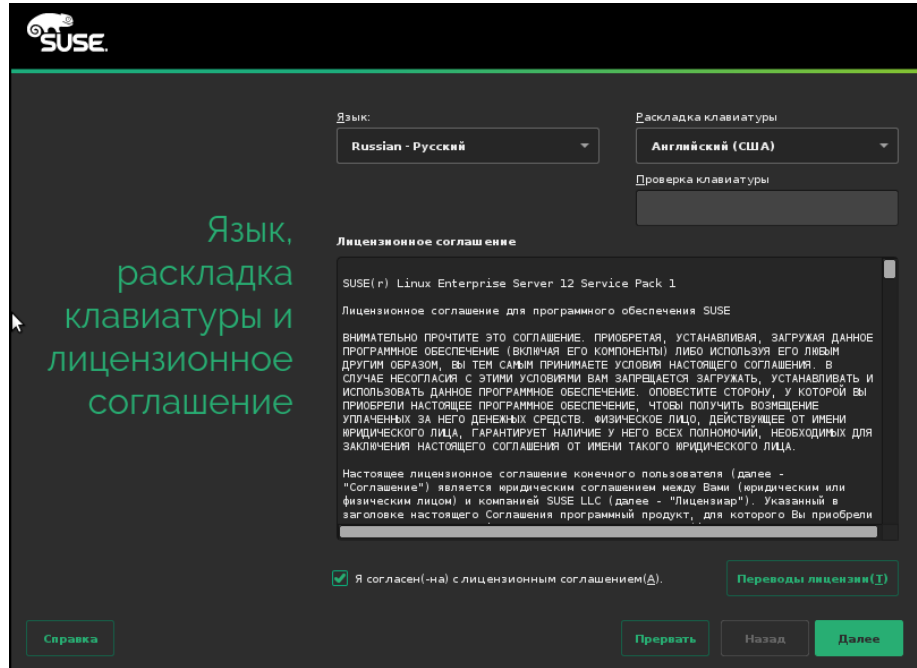 SUSE.
Язык:
Russian - Русский
Раскладка клавиатуры
Английский (США)
Проверка клавиатуры
Язык,
раскладка
клавиатуры и
лицензионное
соглашение
Лицензионное соглашение
SUSE(r) Linux Enterprise Server 12 Service Pack 1
Лицензионное соглашение для программного обеспечения SUSE
ВНИМАТЕЛЬНО ПРОЧТИТЕ ЭТО СОГЛАШЕНИЕ. ПРИОБРЕТАЯ, УСТАНАВЛИВАЯ, ЗАГРУЖАЯ ДАННОЕ
ПРОГРАММНОЕ ОБЕСПЕЧЕНИЕ (ВКЛЮЧАЯ ЕГО КОМПОНЕНТЫ) ЛИБО ИСПОЛЬЗУЯ ЕГО ЛЮБЫМ
ДРУГИМ ОБРАЗОМ, ВЫ ТЕМ САМЫМ ПРИНИМАЕТЕ УСЛОВИЯ НАСТОЯЩЕГО СОГЛАШЕНИЯ. В
СЛУЧАЕ НЕСОГЛАСИЯ С ЭТИМИ УСЛОВИЯМИ ВАМ ЗАПРЕЩАЕТСЯ ЗАГРУЖАТЬ, УСТАНАВЛИВАТЬ И
ИСПОЛЬЗОВАТЬ ДАННОЕ ПРОГРАММНОЕ ОБЕСПЕЧЕНИЕ. ОПОВЕСТИТЕ СТОРОНУ, У КОТОРОЙ ВЫ
ПРИОБРЕЛИ НАСТОЯЩЕЕ ПРОГРАММНОЕ ОБЕСПЕЧЕНИЕ, ЧТОБЫ ПОЛУЧИТЬ ВОЗМЕЩЕНИЕ
УПЛАЧЕННЫХ ЗА НЕГО ДЕНЕЖНЫХ СРЕДСТВ. ФИЗИЧЕСКОЕ ЛИЦО, ДЕЙСТВУЮЩЕЕ ОТ ИМЕНИ
ЮРИДИЧЕСКОГО ЛИЦА, ГАРАНТИРУЕТ НАЛИЧИЕ У НЕГО ВСЕХ ПОЛНОМОЧИЙ, НЕОБХОДИМЫХ ДЛЯ
ЗАКЛЮЧЕНИЯ НАСТОЯЩЕГО СОГЛАШЕНИЯ ОТ ИМЕНИ ТАКОГО ЮРИДИЧЕСКОГО ЛИЦА.
Настоящее лицензионное соглашение конечного пользователя (далее -
"Соглашение") является юридическим соглашением между Вами (юридическим или
физическим лицом) и компанией SUSE LLC (далее - "Лицензиар"). Указанный в
заголовке настоящего Соглашения программный продукт, для которого Вы приобрели
Я согласен(-на) с лицензионным соглашением(A).
Переводы лицензии(T)
Справка
Прервать
Назад
Далее